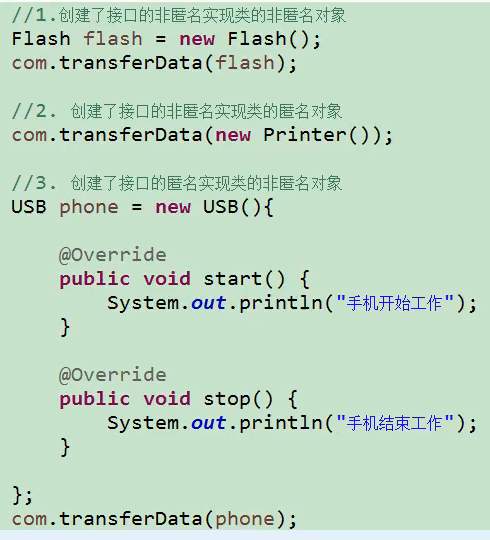 //1.创建了接口的非匿名实现类的非匿名对象
Flash flash = new Flash();
com.transferData(flash);
//2. 创建了接口的非匿名实现类的匿名对象
com.transferData(new Printer());
//3. 创建了接口的匿名实现类的非匿名对象
USB phone = new USB(){
@Override
public void start() {
System.out.println("手机开始工作");
}
@Override
public void stop() {
System.out.println("手机结束工作");
}
};
com.transferData(phone);